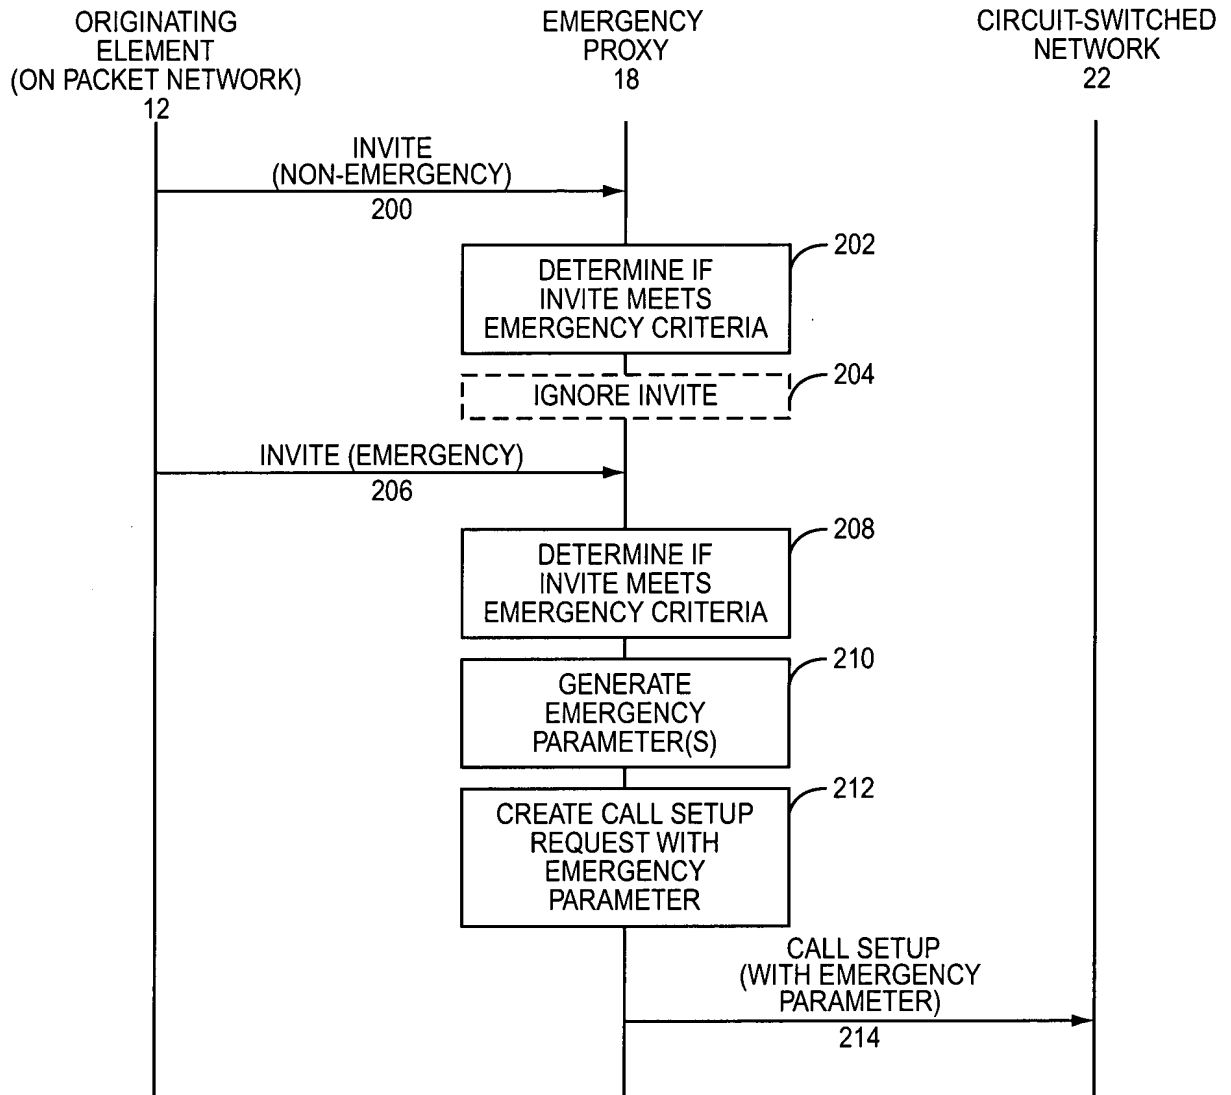 ORIGINATING
ELEMENT
(ON PACKET NETWORK)
12
EMERGENCY
PROXY
18
CIRCUIT-SWITCHED
NETWORK
22
INVITE
(NON-EMERGENCY)
200
202
DETERMINE IF
INVITE MEETS
EMERGENCY CRITERIA
204
IGNORE INVITE
INVITE (EMERGENCY)
206
208
DETERMINE IF
INVITE MEETS
EMERGENCY CRITERIA
210
GENERATE
EMERGENCY
PARAMETER(S)
212
CREATE CALL SETUP
REQUEST WITH
EMERGENCY
PARAMETER
CALL SETUP
(WITH EMERGENCY
PARAMETER)
214